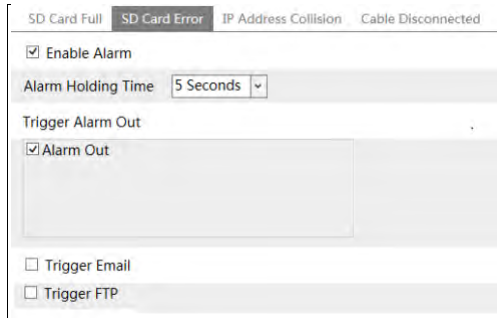 SD Card Full SD Card Error IP Address Collision Cable Disconnected
Enable Alarm
Alarm Holding Time 5 Seconds
Trigger Alarm Out
Alarm Out
Trigger Email
Trigger FTP